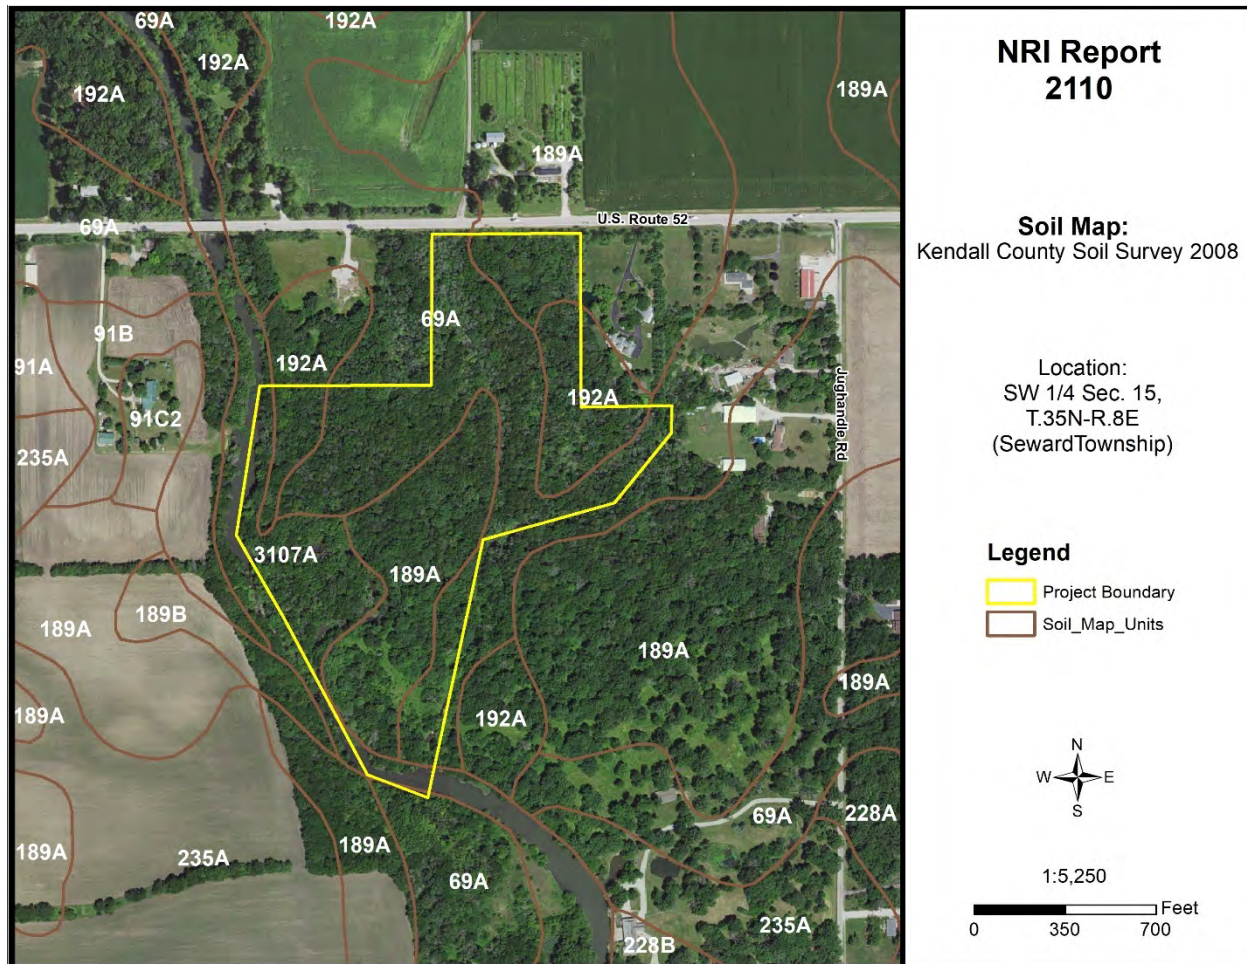 69A
192A
192A
192A
189A
189A
NRI Report
2110
U.S. Route 52
69A
Soil Map:
Kendall County Soil Survey 2008
91B
69A
192A
91A
192A
Jughandle Rd
91C2
235A
Location:
SW 1/4 Sec. 15,
T.35N-R.8E
(SewardTownship)
3107A
189A
189B
189A
189A
189A
189A
192A
Legend
Project Boundary
Soil_Map_Units
N
W E
S
69A
228A
189A
189A
235A
69A
235A
228B
1:5,250
Feet
0 350 700